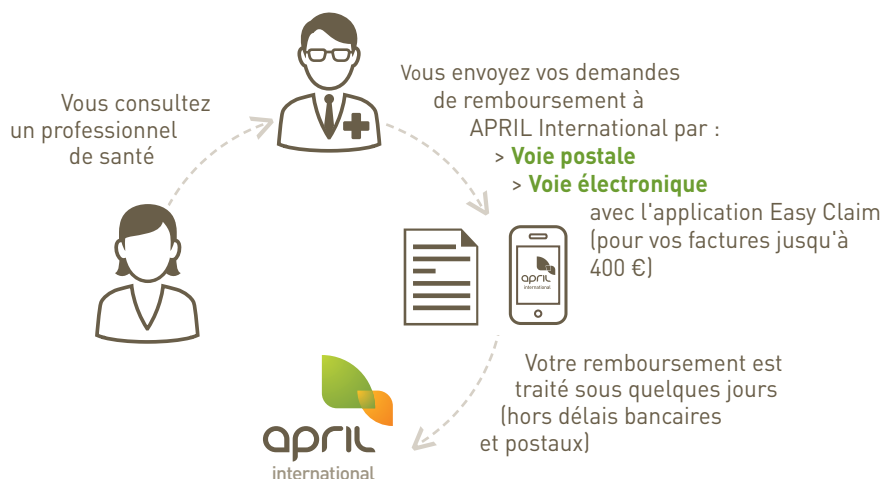 Vous consultez
un professionnel
de santé
Vous envoyez vos demandes
de remboursement à
APRIL International par :
> Voie postale
> Voie électronique
avec l'application Easy Claim
(pour vos factures jusqu'à
400 €)
april
international
Votre remboursement est
traité sous quelques jours
(hors délais bancaires
et postaux)
april
international